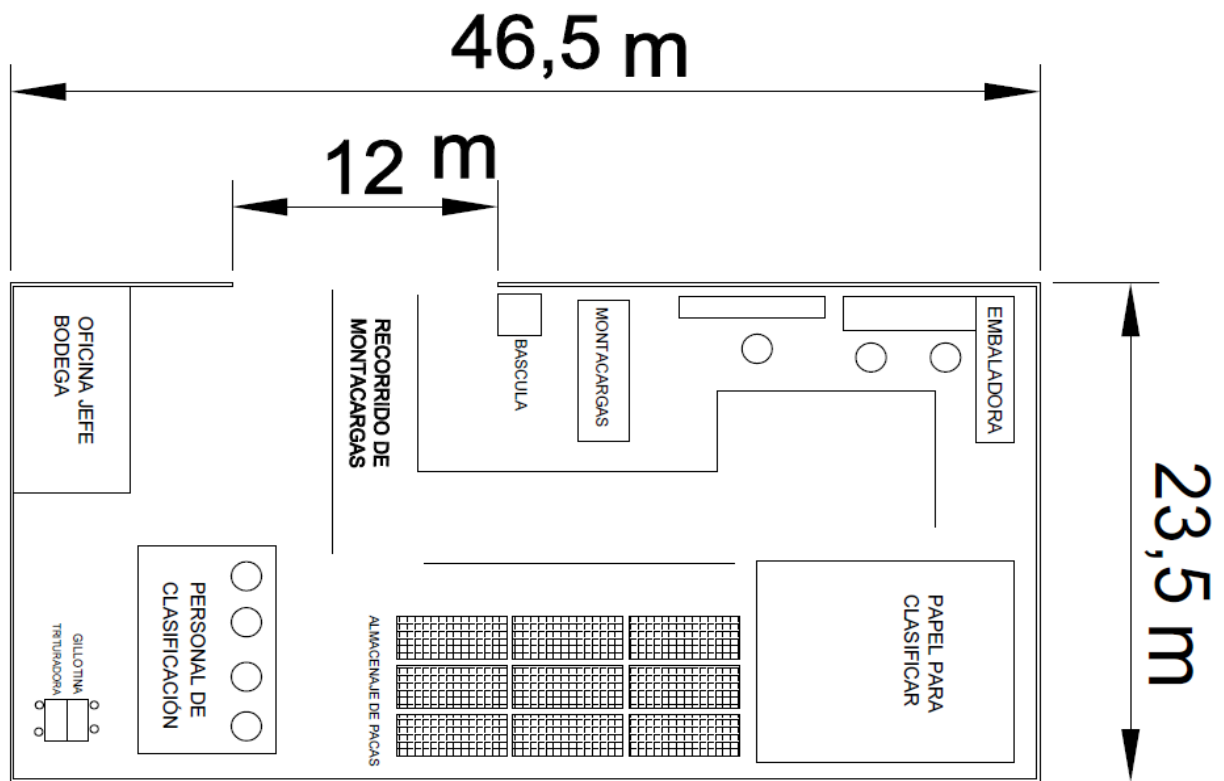 46,5 m
12 m
OFICINA JEFE
BODEGA
RECORRIDO DE
MONTACARGAS
BASCULA
MONTACARGAS
EMBALADORA
23,5 m
GILLOTINA
TRITURADORA
PERSONAL DE
CLASIFICACIÓN
ALMACENAJE DE PACAS
PAPEL PARA
CLASIFICAR